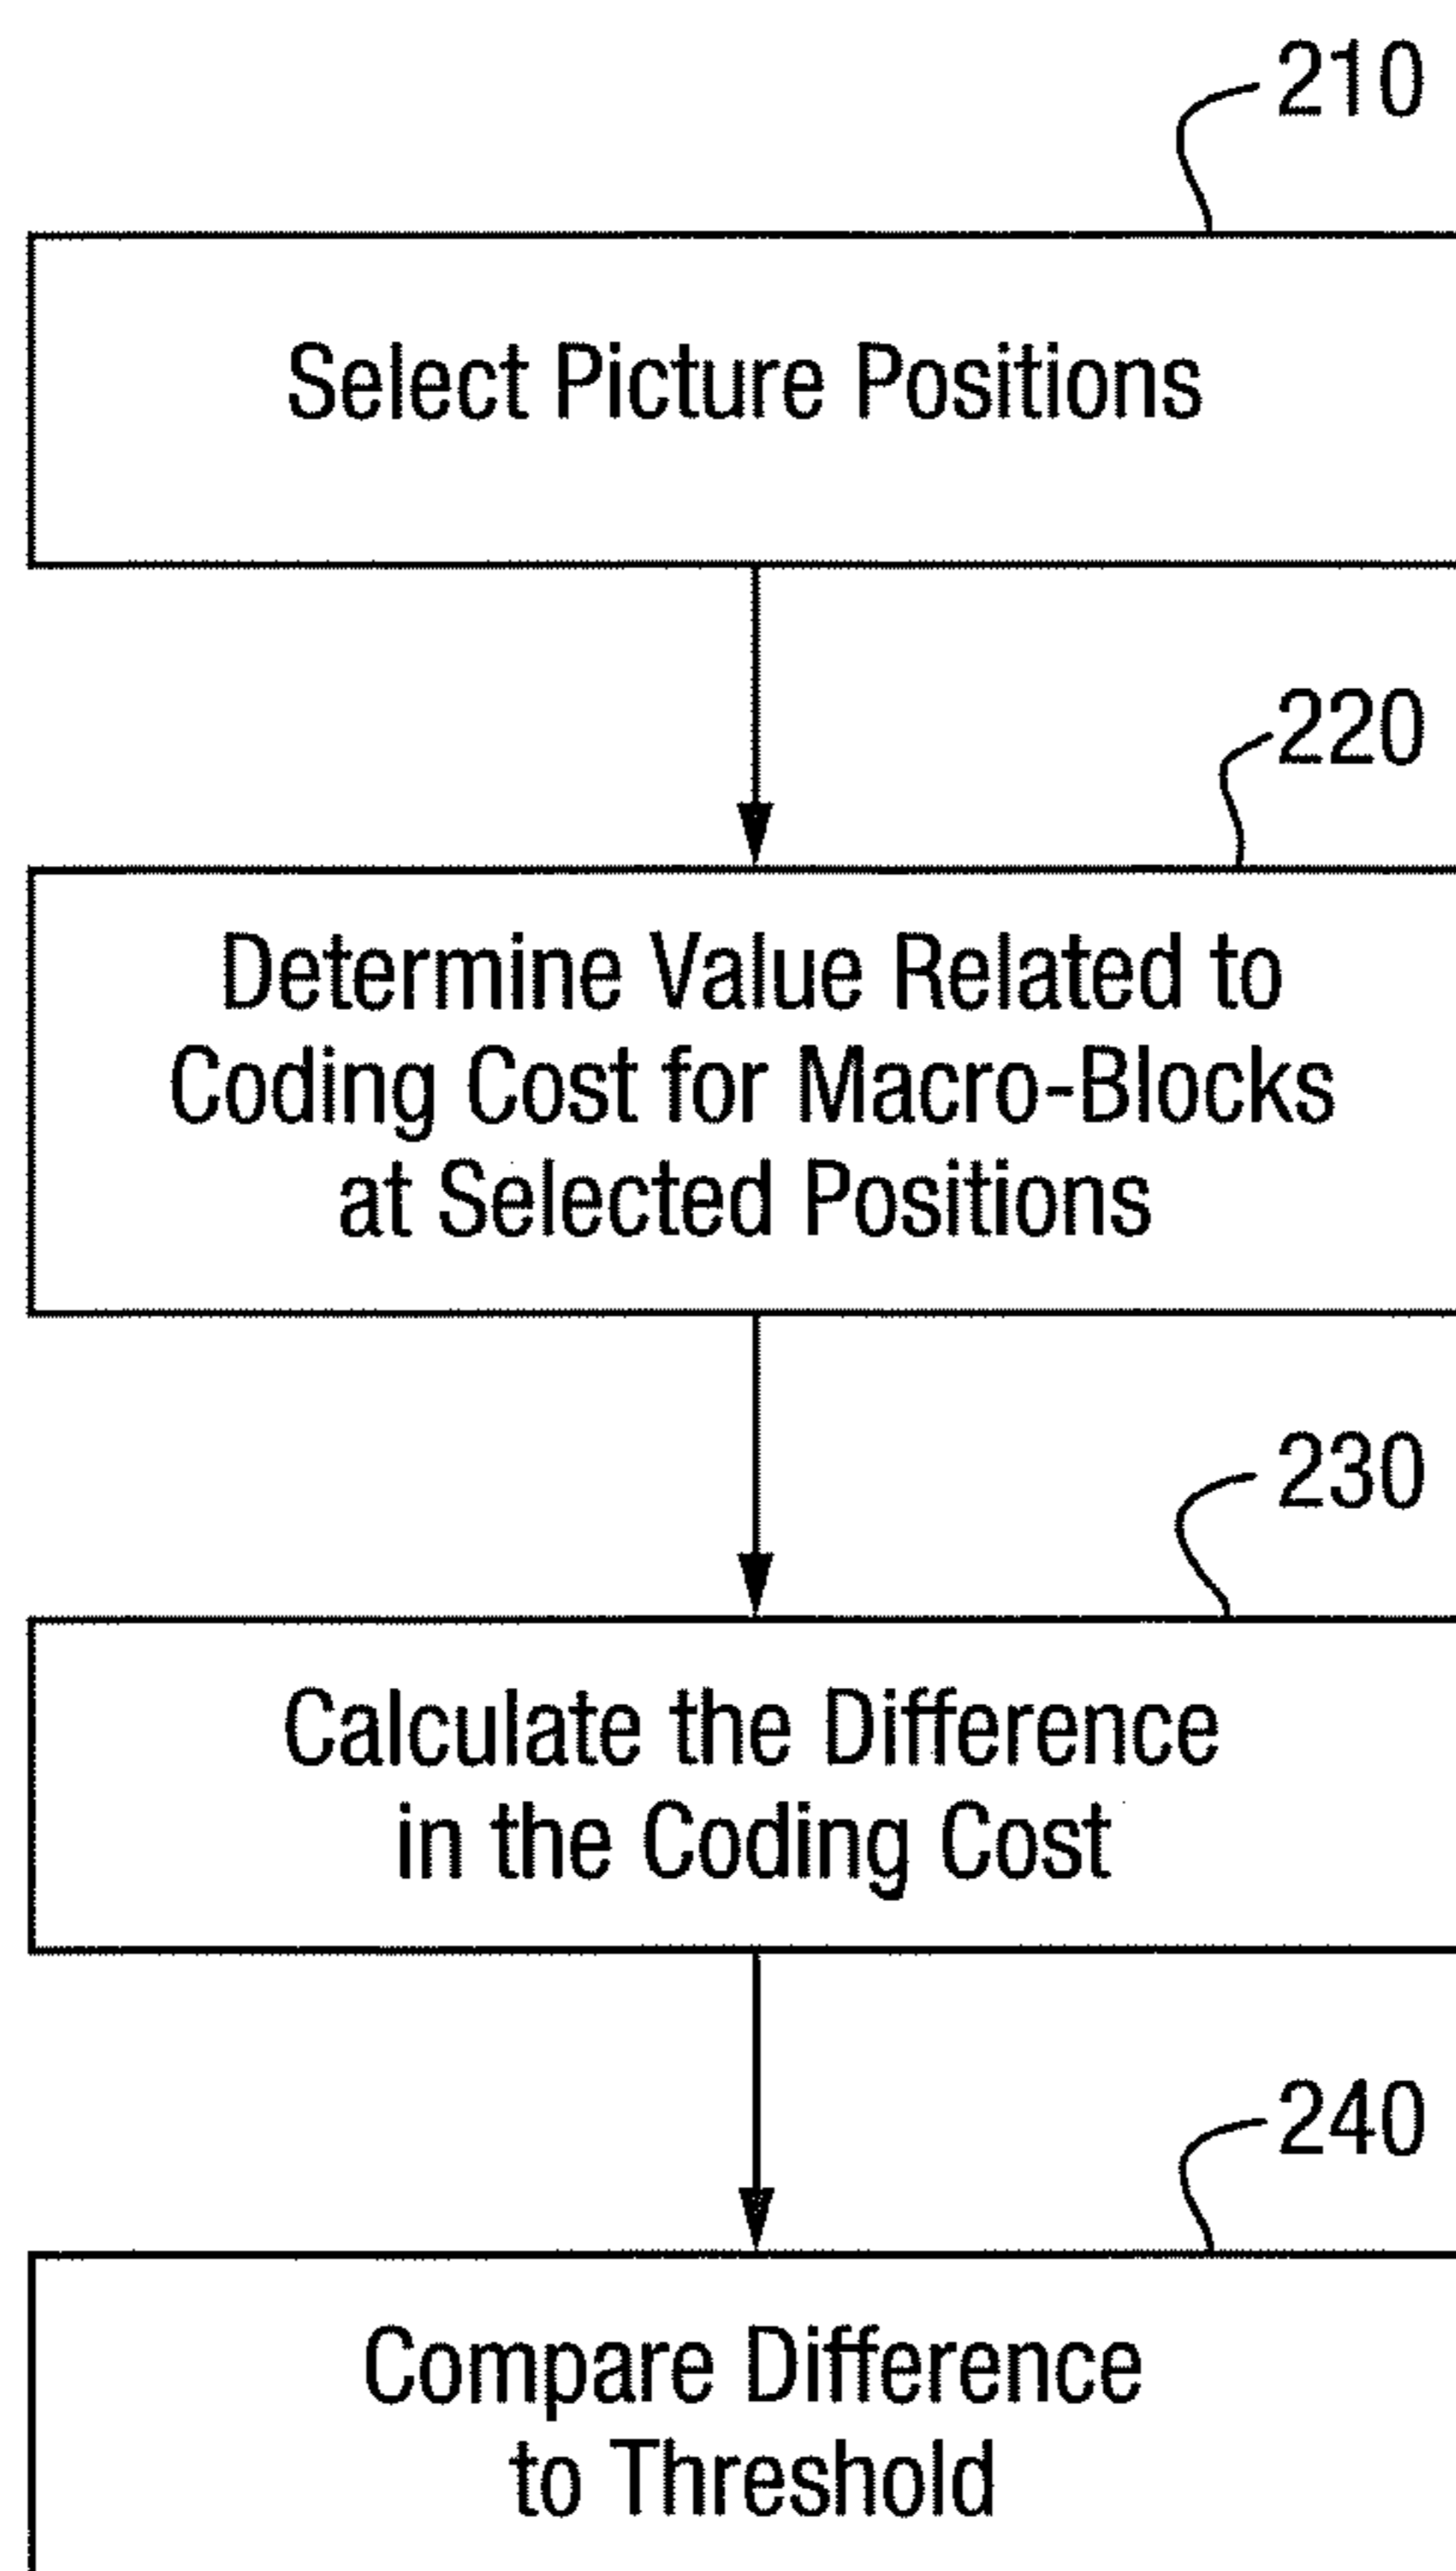 210
Select Picture Positions
220
Determine Value Related to
Coding Cost for Macro-Blocks
at Selected Positions
230
Calculate the Difference
in the Coding Cost
240
Compare Difference
to Threshold